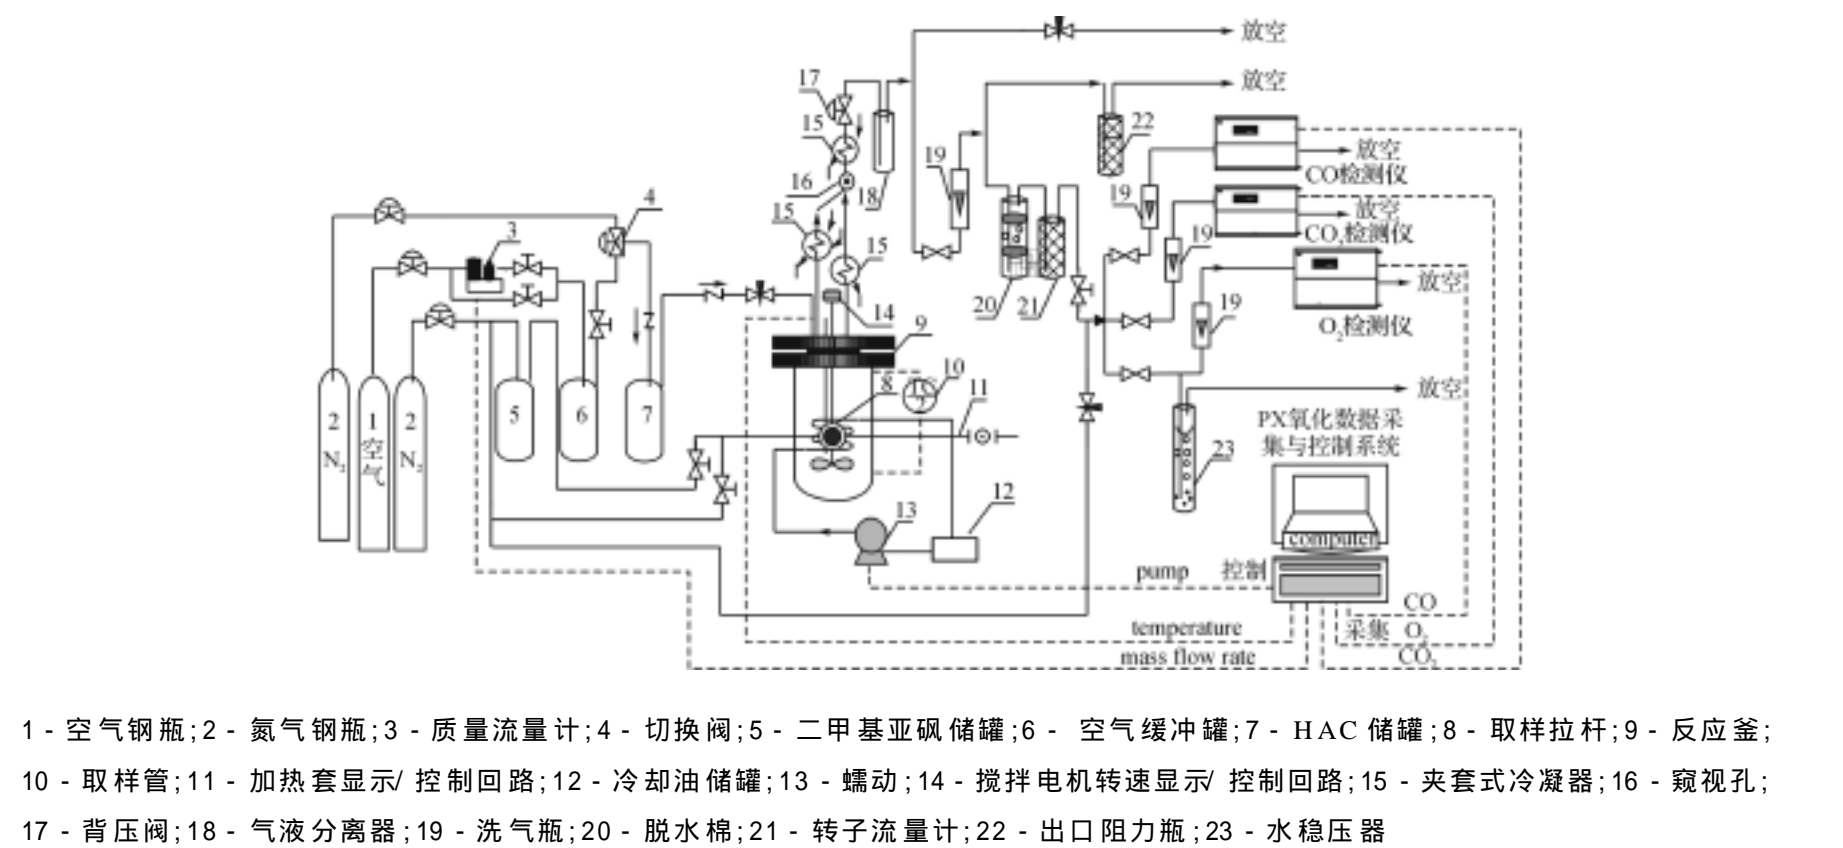 放空
17
放空
15
22
19
放空
16
18
CO检测仪
4
19
15
放空
3
CO₂检测仪
15
19
放空
20
21
14
19
O₂检测仪
9
10
8
11
放空
2
1
2
5
6
7
PX氧化数据采
集与控制系统
N₂
空
气
N₂
23
12
13
computer
pump
控制
CO
temperature
采集
O₂
mass flow rate
CO₂
1 - 空气钢瓶;2 - 氮气钢瓶;3 - 质量流量计;4 - 切换阀;5 - 二甲基亚砜储罐;6 - 空气缓冲罐;7 - HAC 储罐;8 - 取样拉杆;9 - 反应釜;
10 - 取样管;11 - 加热套显示/ 控制回路;12 - 冷却油储罐;13 - 蠕动;14 - 搅拌电机转速显示/ 控制回路;15 - 夹套式冷凝器;16 - 窥视孔;
17 - 背压阀;18 - 气液分离器;19 - 洗气瓶;20 - 脱水棉;21 - 转子流量计;22 - 出口阻力瓶;23 - 水稳压器